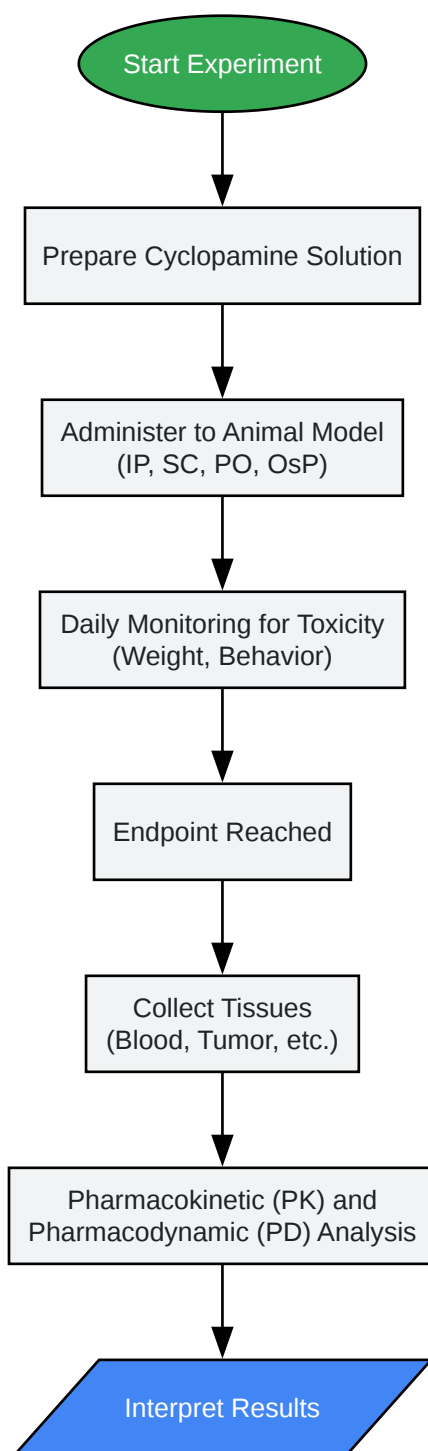 Start Experiment
Prepare Cyclopamine Solution
Administer to Animal Model
(IP, SC, PO, OsP)
Daily Monitoring for Toxicity
(Weight, Behavior)
Endpoint Reached
Collect Tissues
(Blood, Tumor, etc.)
Pharmacokinetic (PK) and
Pharmacodynamic (PD) Analysis
Interpret Results